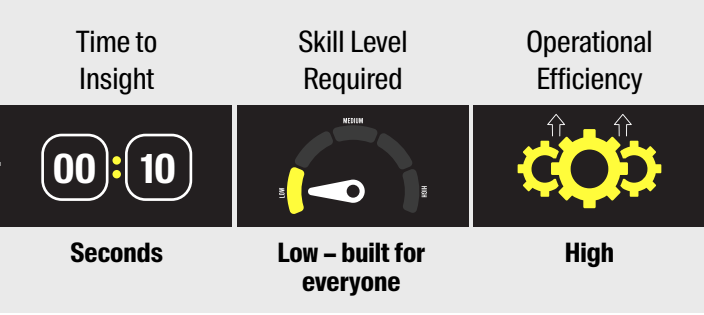 Time to
Insight
Skill Level
Required
Operational
Efficiency
00:10
MEDIUM
LOW
HIGH
Seconds
Low – built for
everyone
High